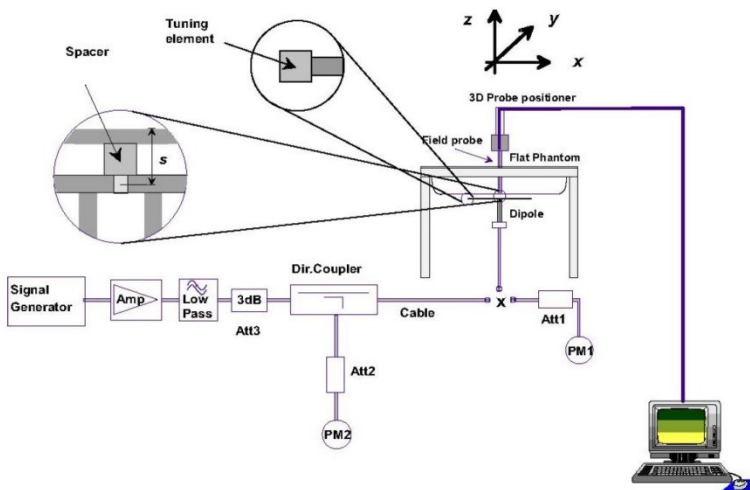 Tuning
element
Spacer
s
z
y
x
3D Probe positioner
Field probe
Flat Phantom
Dipole
Dir.Coupler
Signal
Generator
Amp
Low
Pass
3dB
Att3
Cable
x
Att1
PM1
Att2
PM2